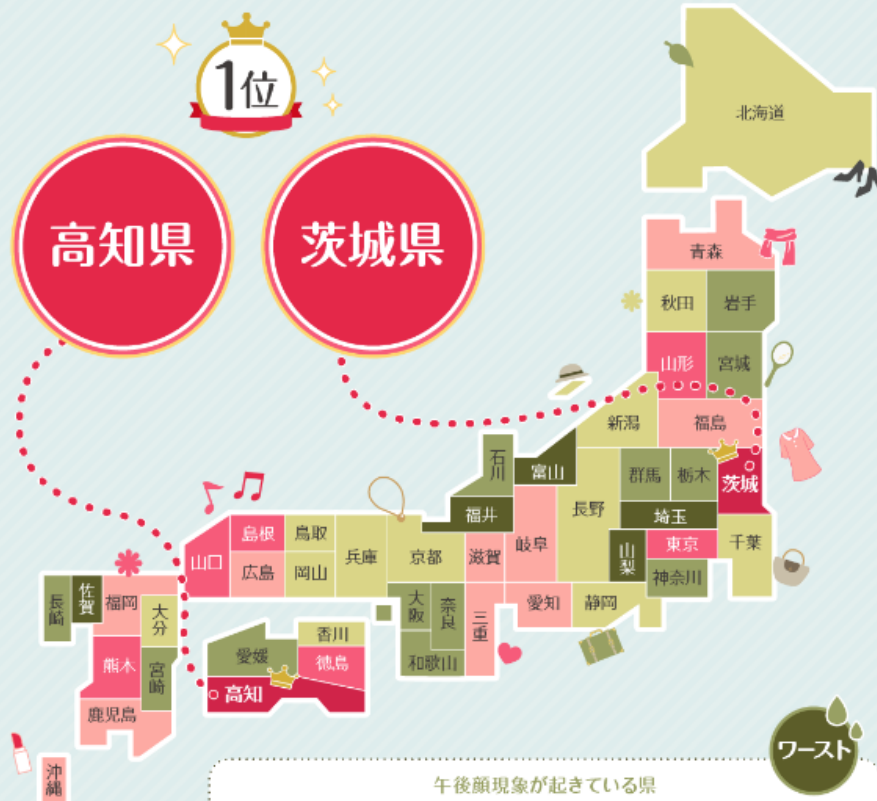 1位
高知県
茨城県
北海道
青森
秋田
岩手
山形
宮城
新潟
福島
石川
富山
群馬
栃木
茨城
福井
長野
埼玉
島根
鳥取
兵庫
京都
滋賀
岐阜
山梨
東京
千葉
山口
広島
岡山
神奈川
長崎
佐賀
福岡
大分
大阪
奈良
三重
愛知
静岡
香川
愛媛
徳島
和歌山
熊本
宮崎
高知
鹿児島
沖縄
ワースト
午後顔現象が起きている県